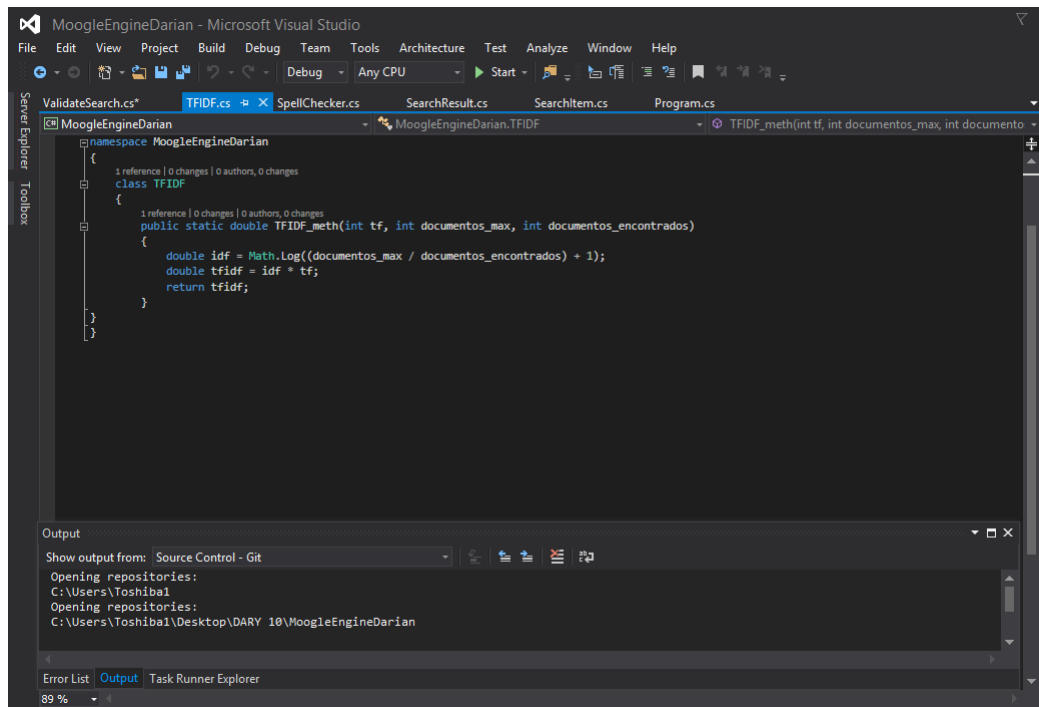 MoogleEngineDarian - Microsoft Visual Studio
File Edit View Project Build Debug Team Tools Architecture Test Analyze Window Help
Debug Any CPU Start
Server Explorer
Toolbox
ValidateSearch.cs* TFIDF.cs SpellChecker.cs SearchResult.cs SearchItem.cs Program.cs
C# MoogleEngineDarian MoogleEngineDarian.TFIDF TFIDF_meth(int tf, int documentos_max, int documento
namespace MoogleEngineDarian
{
1 reference | 0 changes | 0 authors, 0 changes
class TFIDF
{
1 reference | 0 changes | 0 authors, 0 changes
public static double TFIDF_meth(int tf, int documentos_max, int documentos_encontrados)
{
double idf = Math.Log((documentos_max / documentos_encontrados) + 1);
double tfidf = idf * tf;
return tfidf;
}
}
}
Output
Show output from: Source Control - Git
Opening repositories:
C:\Users\Toshiba1
Opening repositories:
C:\Users\Toshiba1\Desktop\DARY 10\MoogleEngineDarian
Error List Output Task Runner Explorer
89 %